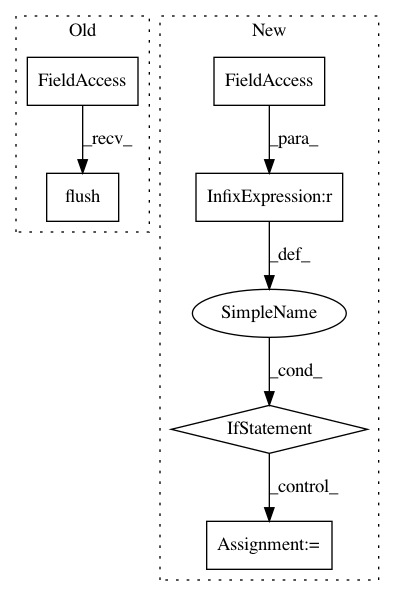 Old
New
FieldAccess
FieldAccess
_recv_
_para_
flush
InfixExpression:r
_def_
SimpleName
_cond_
IfStatement
_control_
Assignment:=